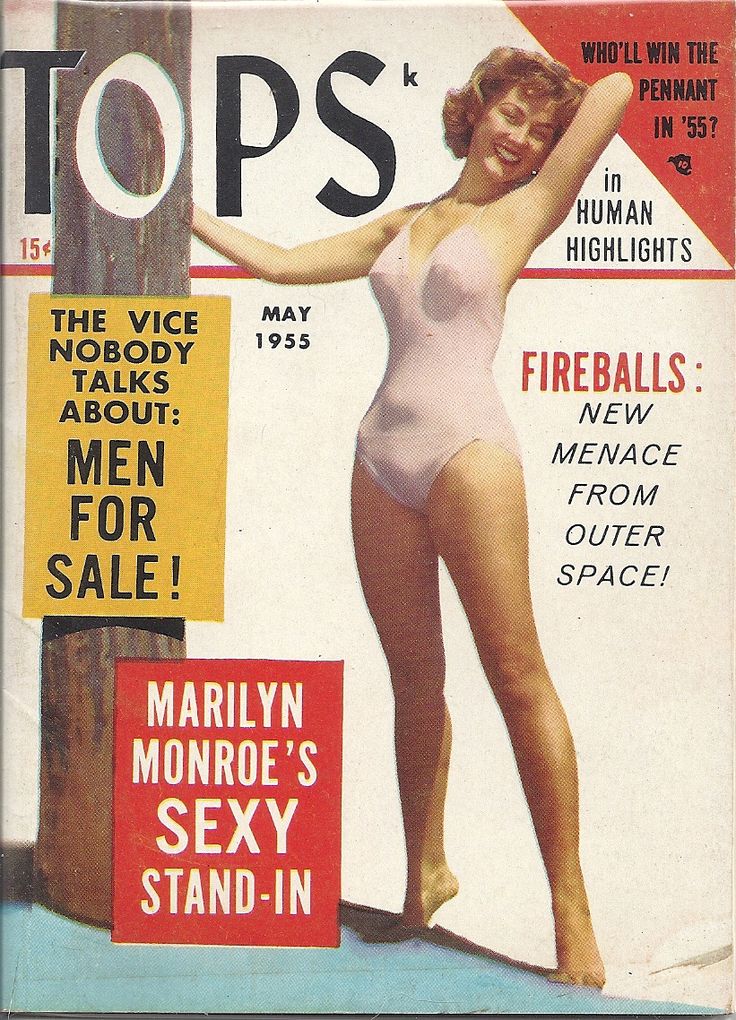 TOPS
k
WHO'LL WIN THE
PENNANT
IN '55?
in
HUMAN
HIGHLIGHTS
15¢
MAY
1955
THE VICE
NOBODY
TALKS
ABOUT:
MEN
FOR
SALE!
FIREBALLS:
NEW
MENACE
FROM
OUTER
SPACE!
MARILYN
MONROE'S
SEXY
STAND-IN